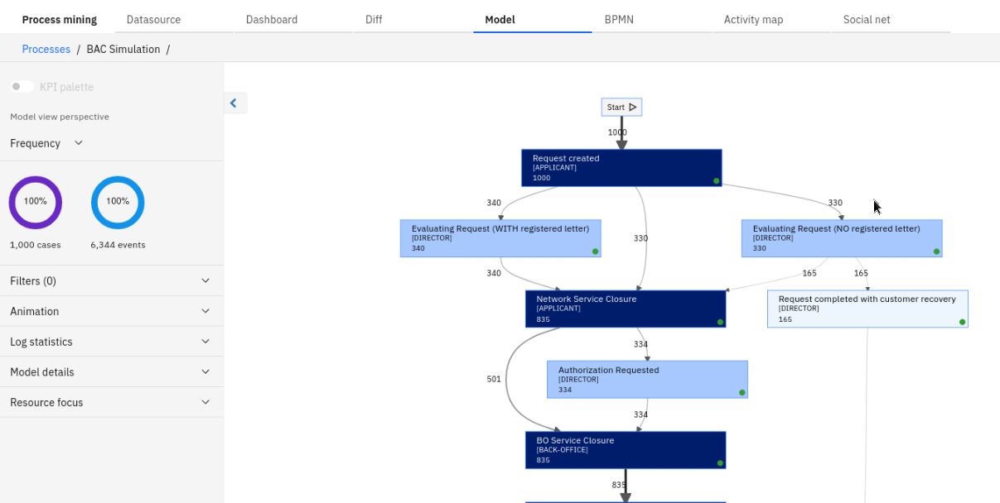 Process mining Datasource Dashboard Diff Model BPMN Activity map Social net
Processes / BAC Simulation /
KPI palette
Model view perspective
Frequency
100% 100%
1,000 cases 6,344 events
Filters (0)
Animation
Log statistics
Model details
Resource focus
Start
1000
Request created
[APPLICANT]
1000
340
330
330
Evaluating Request (WITH registered letter)
[DIRECTOR]
340
Evaluating Request (NO registered letter)
[DIRECTOR]
330
340
165
165
Network Service Closure
[APPLICANT]
835
Request completed with customer recovery
[DIRECTOR]
165
334
Authorization Requested
[DIRECTOR]
334
501
334
BO Service Closure
[BACK-OFFICE]
835
835